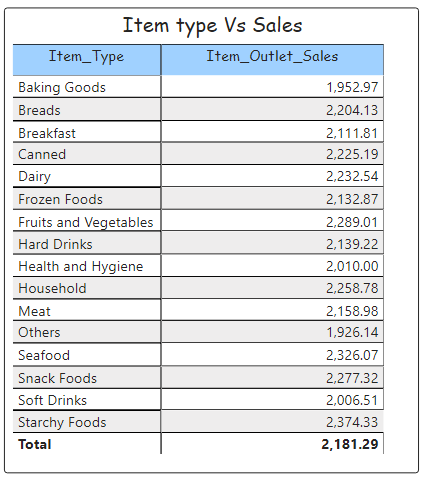 Item type Vs Sales
Item_Type Item_Outlet_Sales
Baking Goods 1,952.97
Breads 2,204.13
Breakfast 2,111.81
Canned 2,225.19
Dairy 2,232.54
Frozen Foods 2,132.87
Fruits and Vegetables 2,289.01
Hard Drinks 2,139.22
Health and Hygiene 2,010.00
Household 2,258.78
Meat 2,158.98
Others 1,926.14
Seafood 2,326.07
Snack Foods 2,277.32
Soft Drinks 2,006.51
Starchy Foods 2,374.33
Total 2,181.29